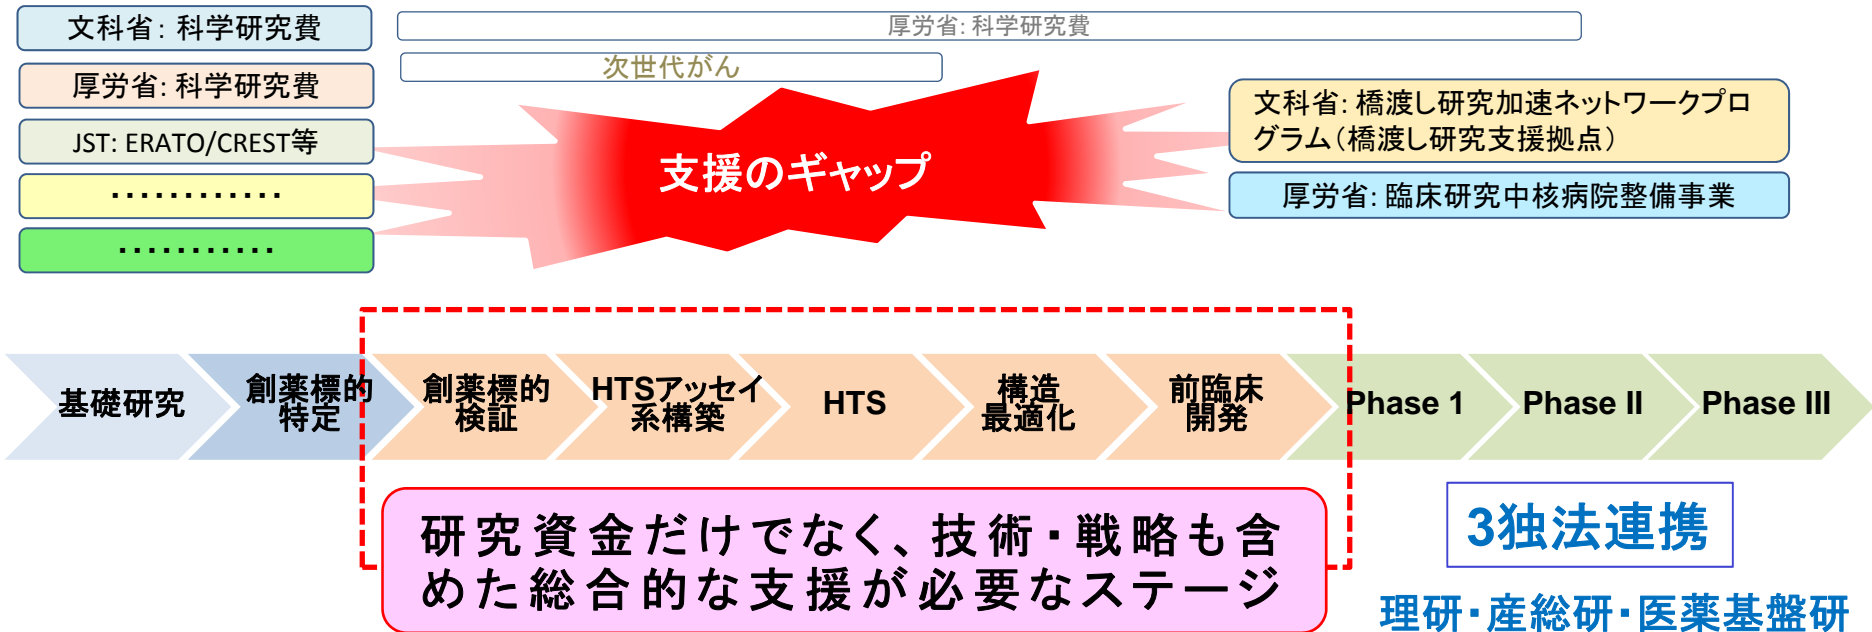 文科省: 科学研究費
厚労省: 科学研究費
次世代がん
厚労省: 科学研究費
JST: ERATO/CREST等
・・・・・・・・・・・・
・・・・・・・・・・・
支援のギャップ
文科省: 橋渡し研究加速ネットワークプロ
グラム（橋渡し研究支援拠点）
厚労省: 臨床研究中核病院整備事業
基礎研究
創薬標的
特定
創薬標的
検証
HTSアッセイ
系構築
HTS
構造
最適化
前臨床
開発
Phase 1
Phase II
Phase III
研究資金だけでなく、技術・戦略も含
めた総合的な支援が必要なステージ
3独法連携
理研・産総研・医薬基盤研